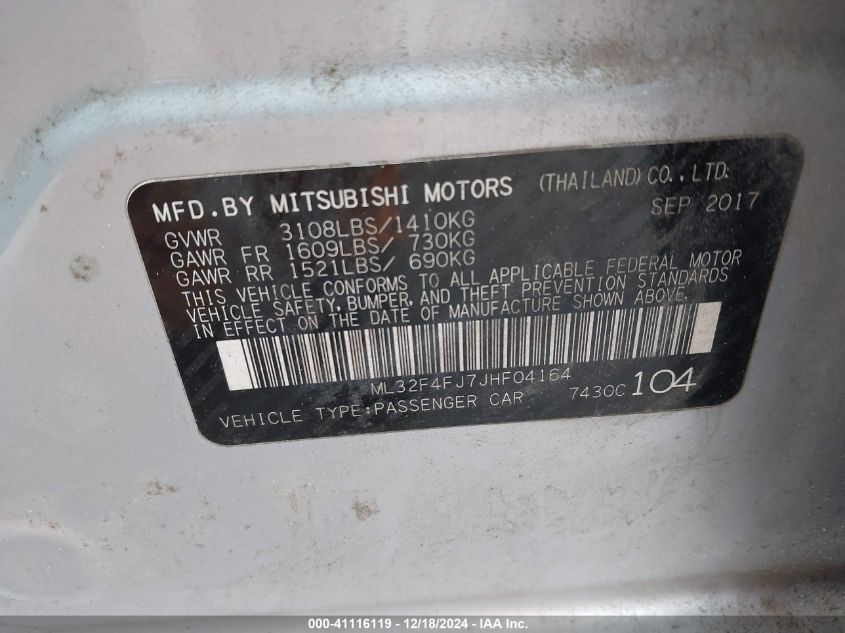 MFD.BY MITSUBISHI MOTORS (THAILAND) CO., LTD.
SEP 2017
GVWR 3108LBS/1410KG
GAWR FR 1609LBS/ 730KG
GAWR RR 1521LBS/ 690KG
THIS VEHICLE CONFORMS TO ALL APPLICABLE FEDERAL MOTOR
VEHICLE SAFETY, BUMPER, AND THEFT PREVENTION STANDARDS
IN EFFECT ON THE DATE OF MANUFACTURE SHOWN ABOVE.
ML32F4FJ7JHF04164
VEHICLE TYPE:PASSENGER CAR 7430C 104
000-41116119 - 12/18/2024 - IAA Inc.